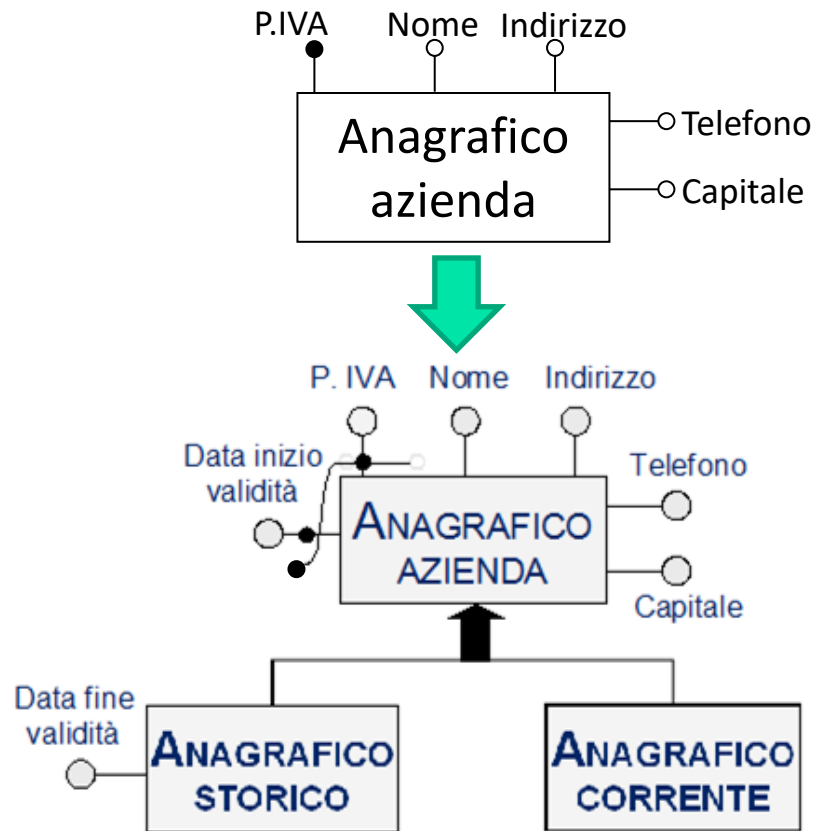 P.IVA Nome Indirizzo
Anagrafico
azienda
Telefono
Capitale
P. IVA Nome Indirizzo
Data inizio
validità
Telefono
ANAGRAFICO
AZIENDA
Capitale
Data fine
validità
ANAGRAFICO
STORICO
ANAGRAFICO
CORRENTE